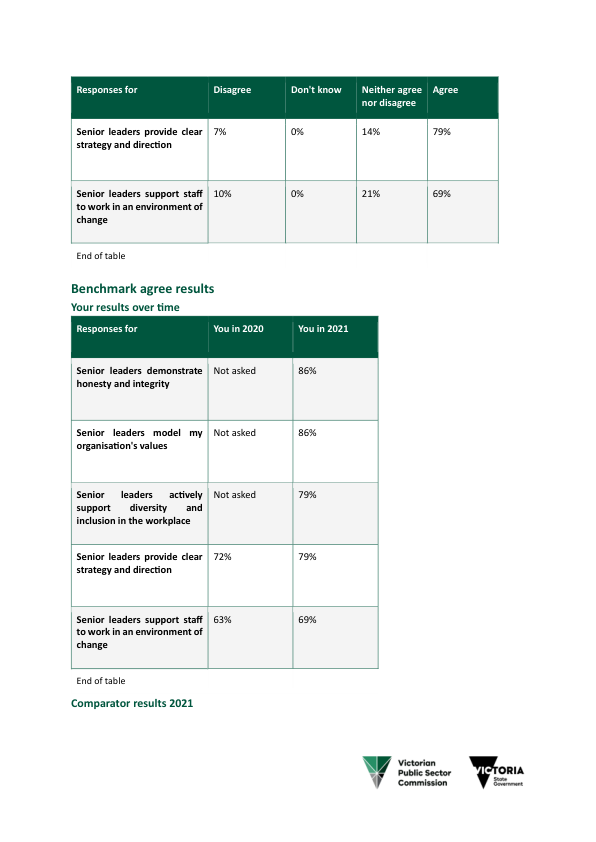 Responses for Disagree Don't know Neither agree nor disagree Agree
Senior leaders provide clear strategy and direction 7% 0% 14% 79%
Senior leaders support staff to work in an environment of change 10% 0% 21% 69%
End of table
Benchmark agree results
Your results over time
Responses for You in 2020 You in 2021
Senior leaders demonstrate honesty and integrity Not asked 86%
Senior leaders model my organisation's values Not asked 86%
Senior leaders actively support diversity and inclusion in the workplace Not asked 79%
Senior leaders provide clear strategy and direction 72% 79%
Senior leaders support staff to work in an environment of change 63% 69%
End of table
Comparator results 2021
Victorian
Public Sector
Commission
VICTORIA
State
Government